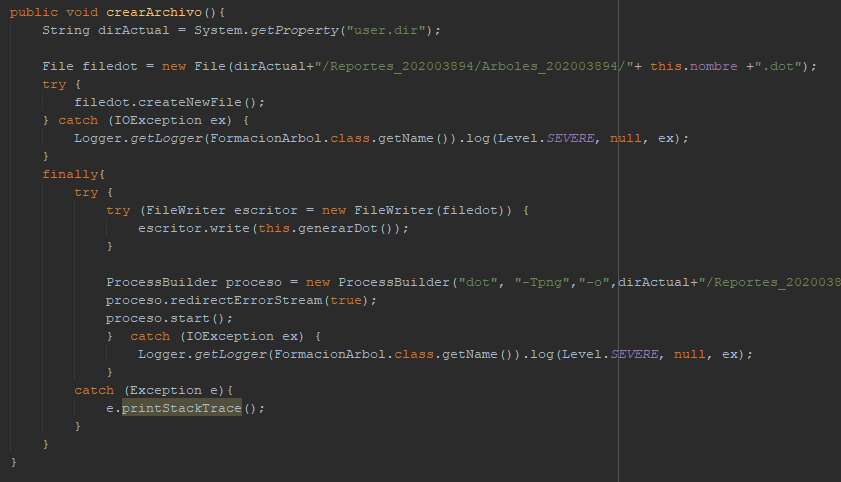 public void crearArchivo(){
String dirActual = System.getProperty("user.dir");
File filedot = new File(dirActual+"/Reportes_202003894/Arboles_202003894/"+ this.nombre +".dot");
try {
filedot.createNewFile();
} catch (IOException ex) {
Logger.getLogger(FormacionArbol.class.getName()).log(Level.SEVERE, null, ex);
}
finally{
try {
try (FileWriter escritor = new FileWriter(filedot)) {
escritor.write(this.generarDot());
}
ProcessBuilder proceso = new ProcessBuilder("dot", "-Tpng","-o",dirActual+"/Reportes_2020038
proceso.redirectErrorStream(true);
proceso.start();
}  catch (IOException ex) {
Logger.getLogger(FormacionArbol.class.getName()).log(Level.SEVERE, null, ex);
}
catch (Exception e){
e.printStackTrace();
}
}
}